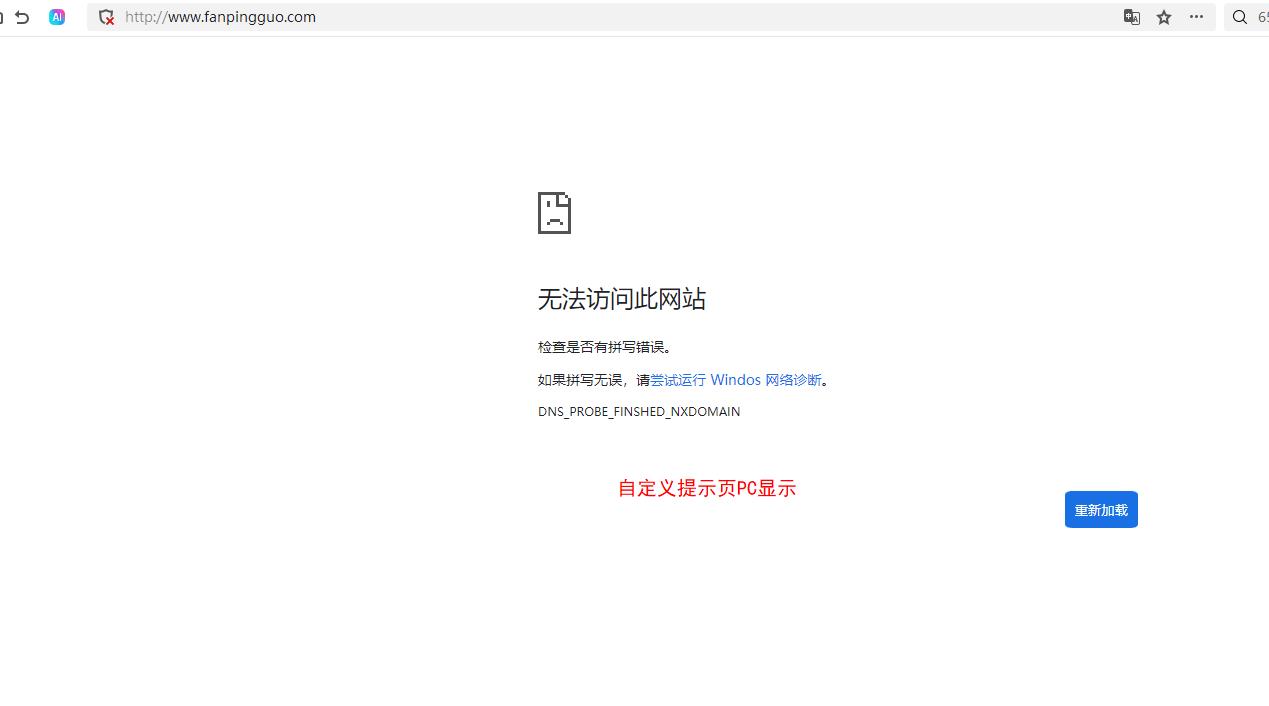 AI
http://www.fanpingguo.com
无法访问此网站
检查是否有拼写错误。
如果拼写无误，请尝试运行 Windos 网络诊断。
DNS_PROBE_FINSHED_NXDOMAIN
自定义提示页PC显示
重新加载